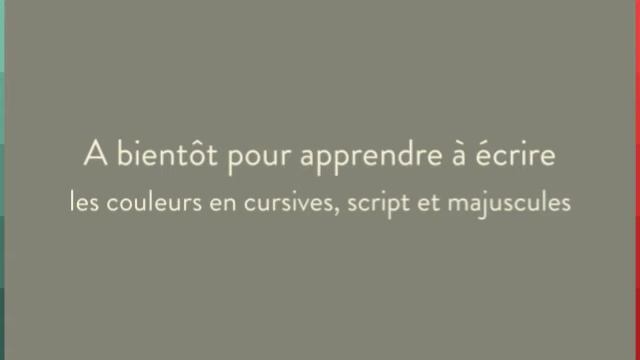 A bientôt pour apprendre à écrire
les couleurs en cursives, script et majuscules